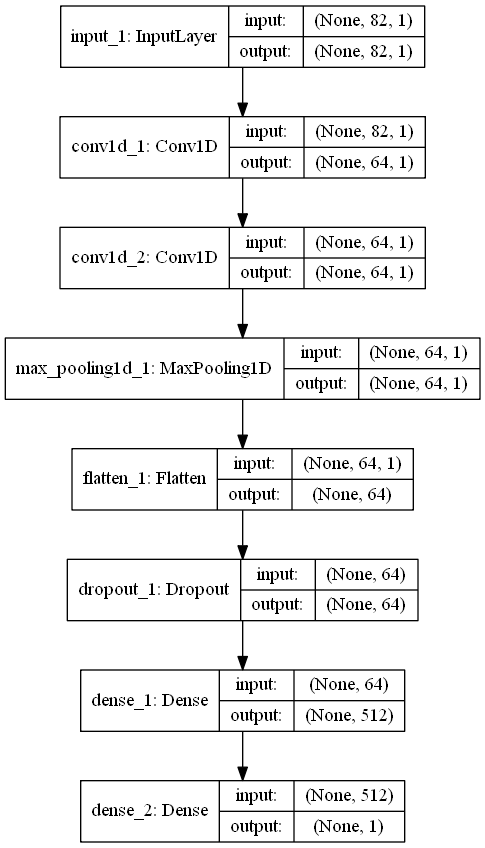 input_1: InputLayer
input: (None, 82, 1)
output: (None, 82, 1)
conv1d_1: Conv1D
input: (None, 82, 1)
output: (None, 64, 1)
conv1d_2: Conv1D
input: (None, 64, 1)
output: (None, 64, 1)
max_pooling1d_1: MaxPooling1D
input: (None, 64, 1)
output: (None, 64, 1)
flatten_1: Flatten
input: (None, 64, 1)
output: (None, 64)
dropout_1: Dropout
input: (None, 64)
output: (None, 64)
dense_1: Dense
input: (None, 64)
output: (None, 512)
dense_2: Dense
input: (None, 512)
output: (None, 1)